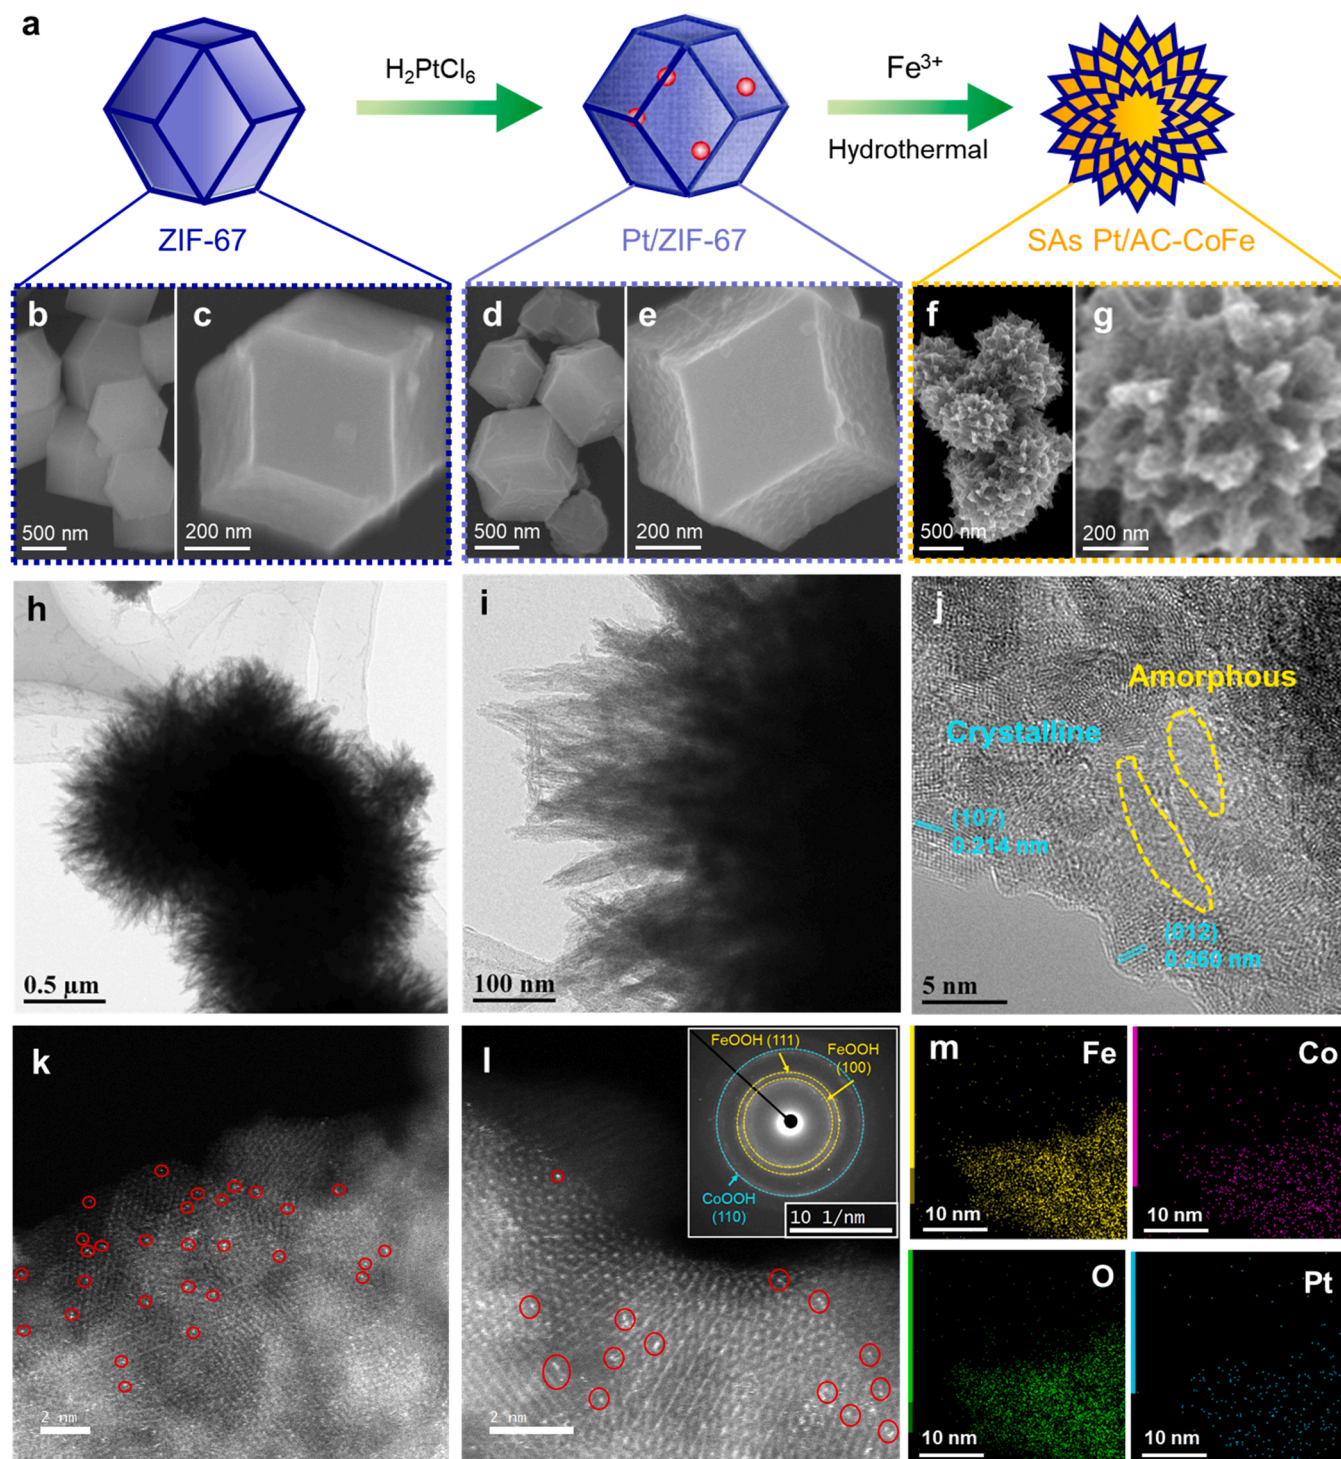 a
H₂PtCl₆
Fe³⁺
Hydrothermal
ZIF-67
Pt/ZIF-67
SAs Pt/AC-CoFe
b
c
d
e
f
g
500 nm
200 nm
500 nm
200 nm
500 nm
200 nm
h
i
j
Amorphous
Crystalline
(107)
0.214 nm
(012)
0.260 nm
0.5 µm
100 nm
5 nm
k
l
FeOOH (111)
FeOOH
(100)
CoOOH
(110)
10 1/nm
m
Fe
Co
10 nm
10 nm
O
Pt
2 nm
2 nm
10 nm
10 nm